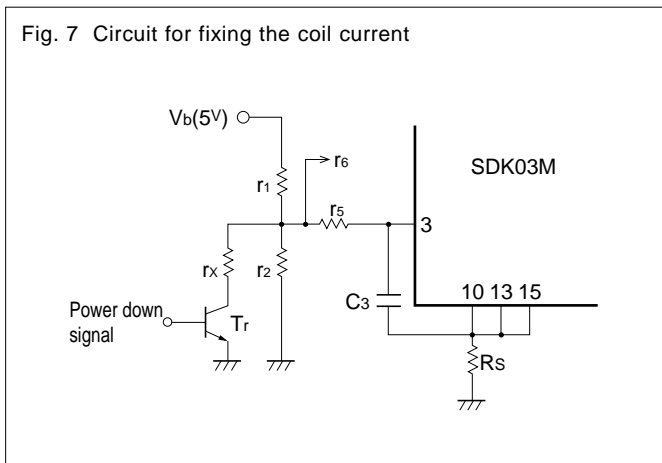 Fig. 7 Circuit for fixing the coil current
Vb(5V)
r6
r1
SDK03M
r5
3
rX
r2
C3
10 13 15
Power down
signal
Tr
RS